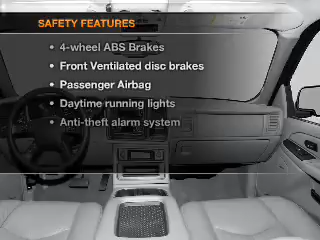 SAFETY FEATURES
• 4-wheel ABS Brakes
• Front Ventilated disc brakes
• Passenger Airbag
• Daytime running lights
• Anti-theft alarm system